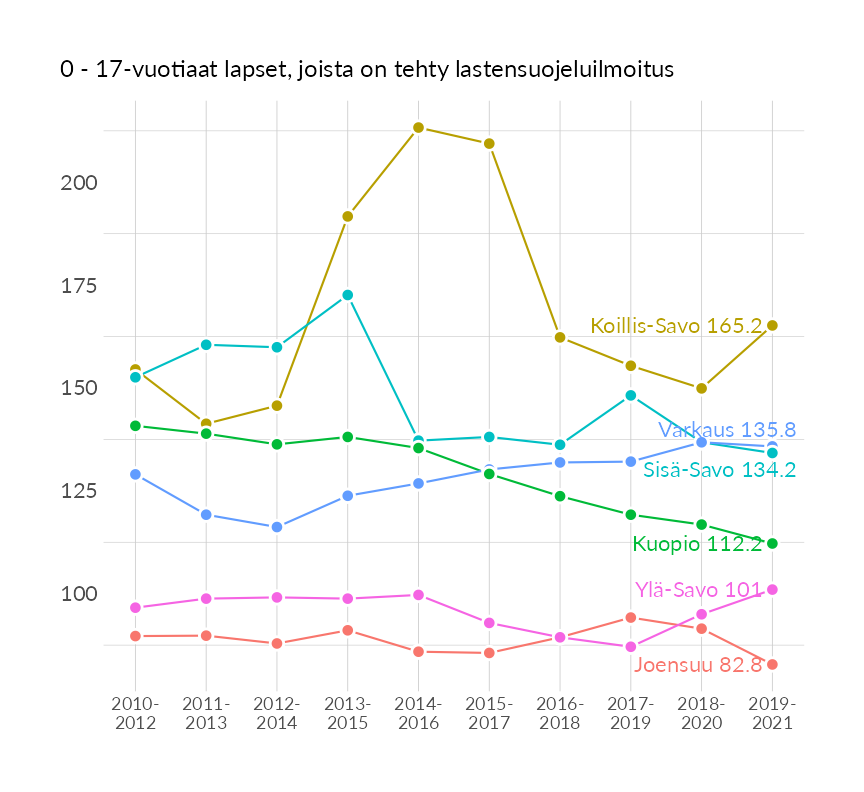 0 - 17-vuotiaat lapset, joista on tehty lastensuojeluilmoitus
200
175
150
125
100
Koillis-Savo 165.2
Varkaus 135.8
Sisä-Savo 134.2
Kuopio 112.2
Ylä-Savo 101
Joensuu 82.8
2010-2012
2011-2013
2012-2014
2013-2015
2014-2016
2015-2017
2016-2018
2017-2019
2018-2020
2019-2021